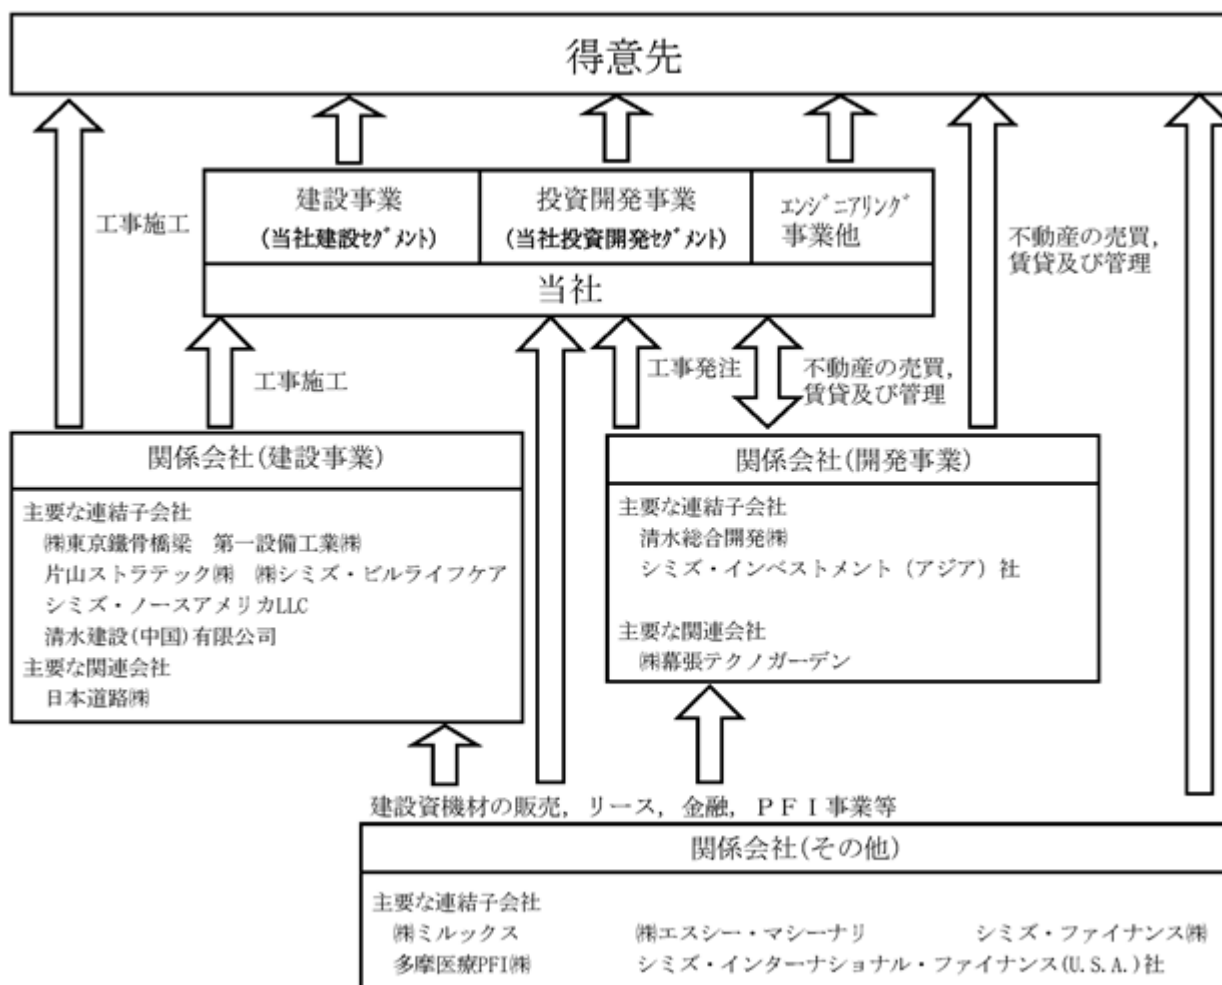 得意先
工事施工
建設事業
(当社建設ｾｸﾞﾒﾝﾄ)
投資開発事業
(当社投資開発ｾｸﾞﾒﾝﾄ)
ｴﾝｼﾞﾆｱﾘﾝｸﾞ
事業他
不動産の売買，
賃貸及び管理
当社
工事施工
工事発注
不動産の売買，
賃貸及び管理
関係会社(建設事業)
主要な連結子会社
㈱東京鐵骨橋梁　第一設備工業㈱
片山ストラテック㈱　㈱シミズ・ビルライフケア
シミズ・ノースアメリカLLC
清水建設(中国)有限公司
主要な関連会社
日本道路㈱
関係会社(開発事業)
主要な連結子会社
清水総合開発㈱
シミズ・インベストメント（アジア）社
主要な関連会社
㈱幕張テクノガーデン
建設資機材の販売，リース，金融，ＰＦＩ事業等
関係会社(その他)
主要な連結子会社
㈱ミルックス　㈱エスシー・マシーナリ　シミズ・ファイナンス㈱
多摩医療PFI㈱　シミズ・インターナショナル・ファイナンス(U.S.A.)社